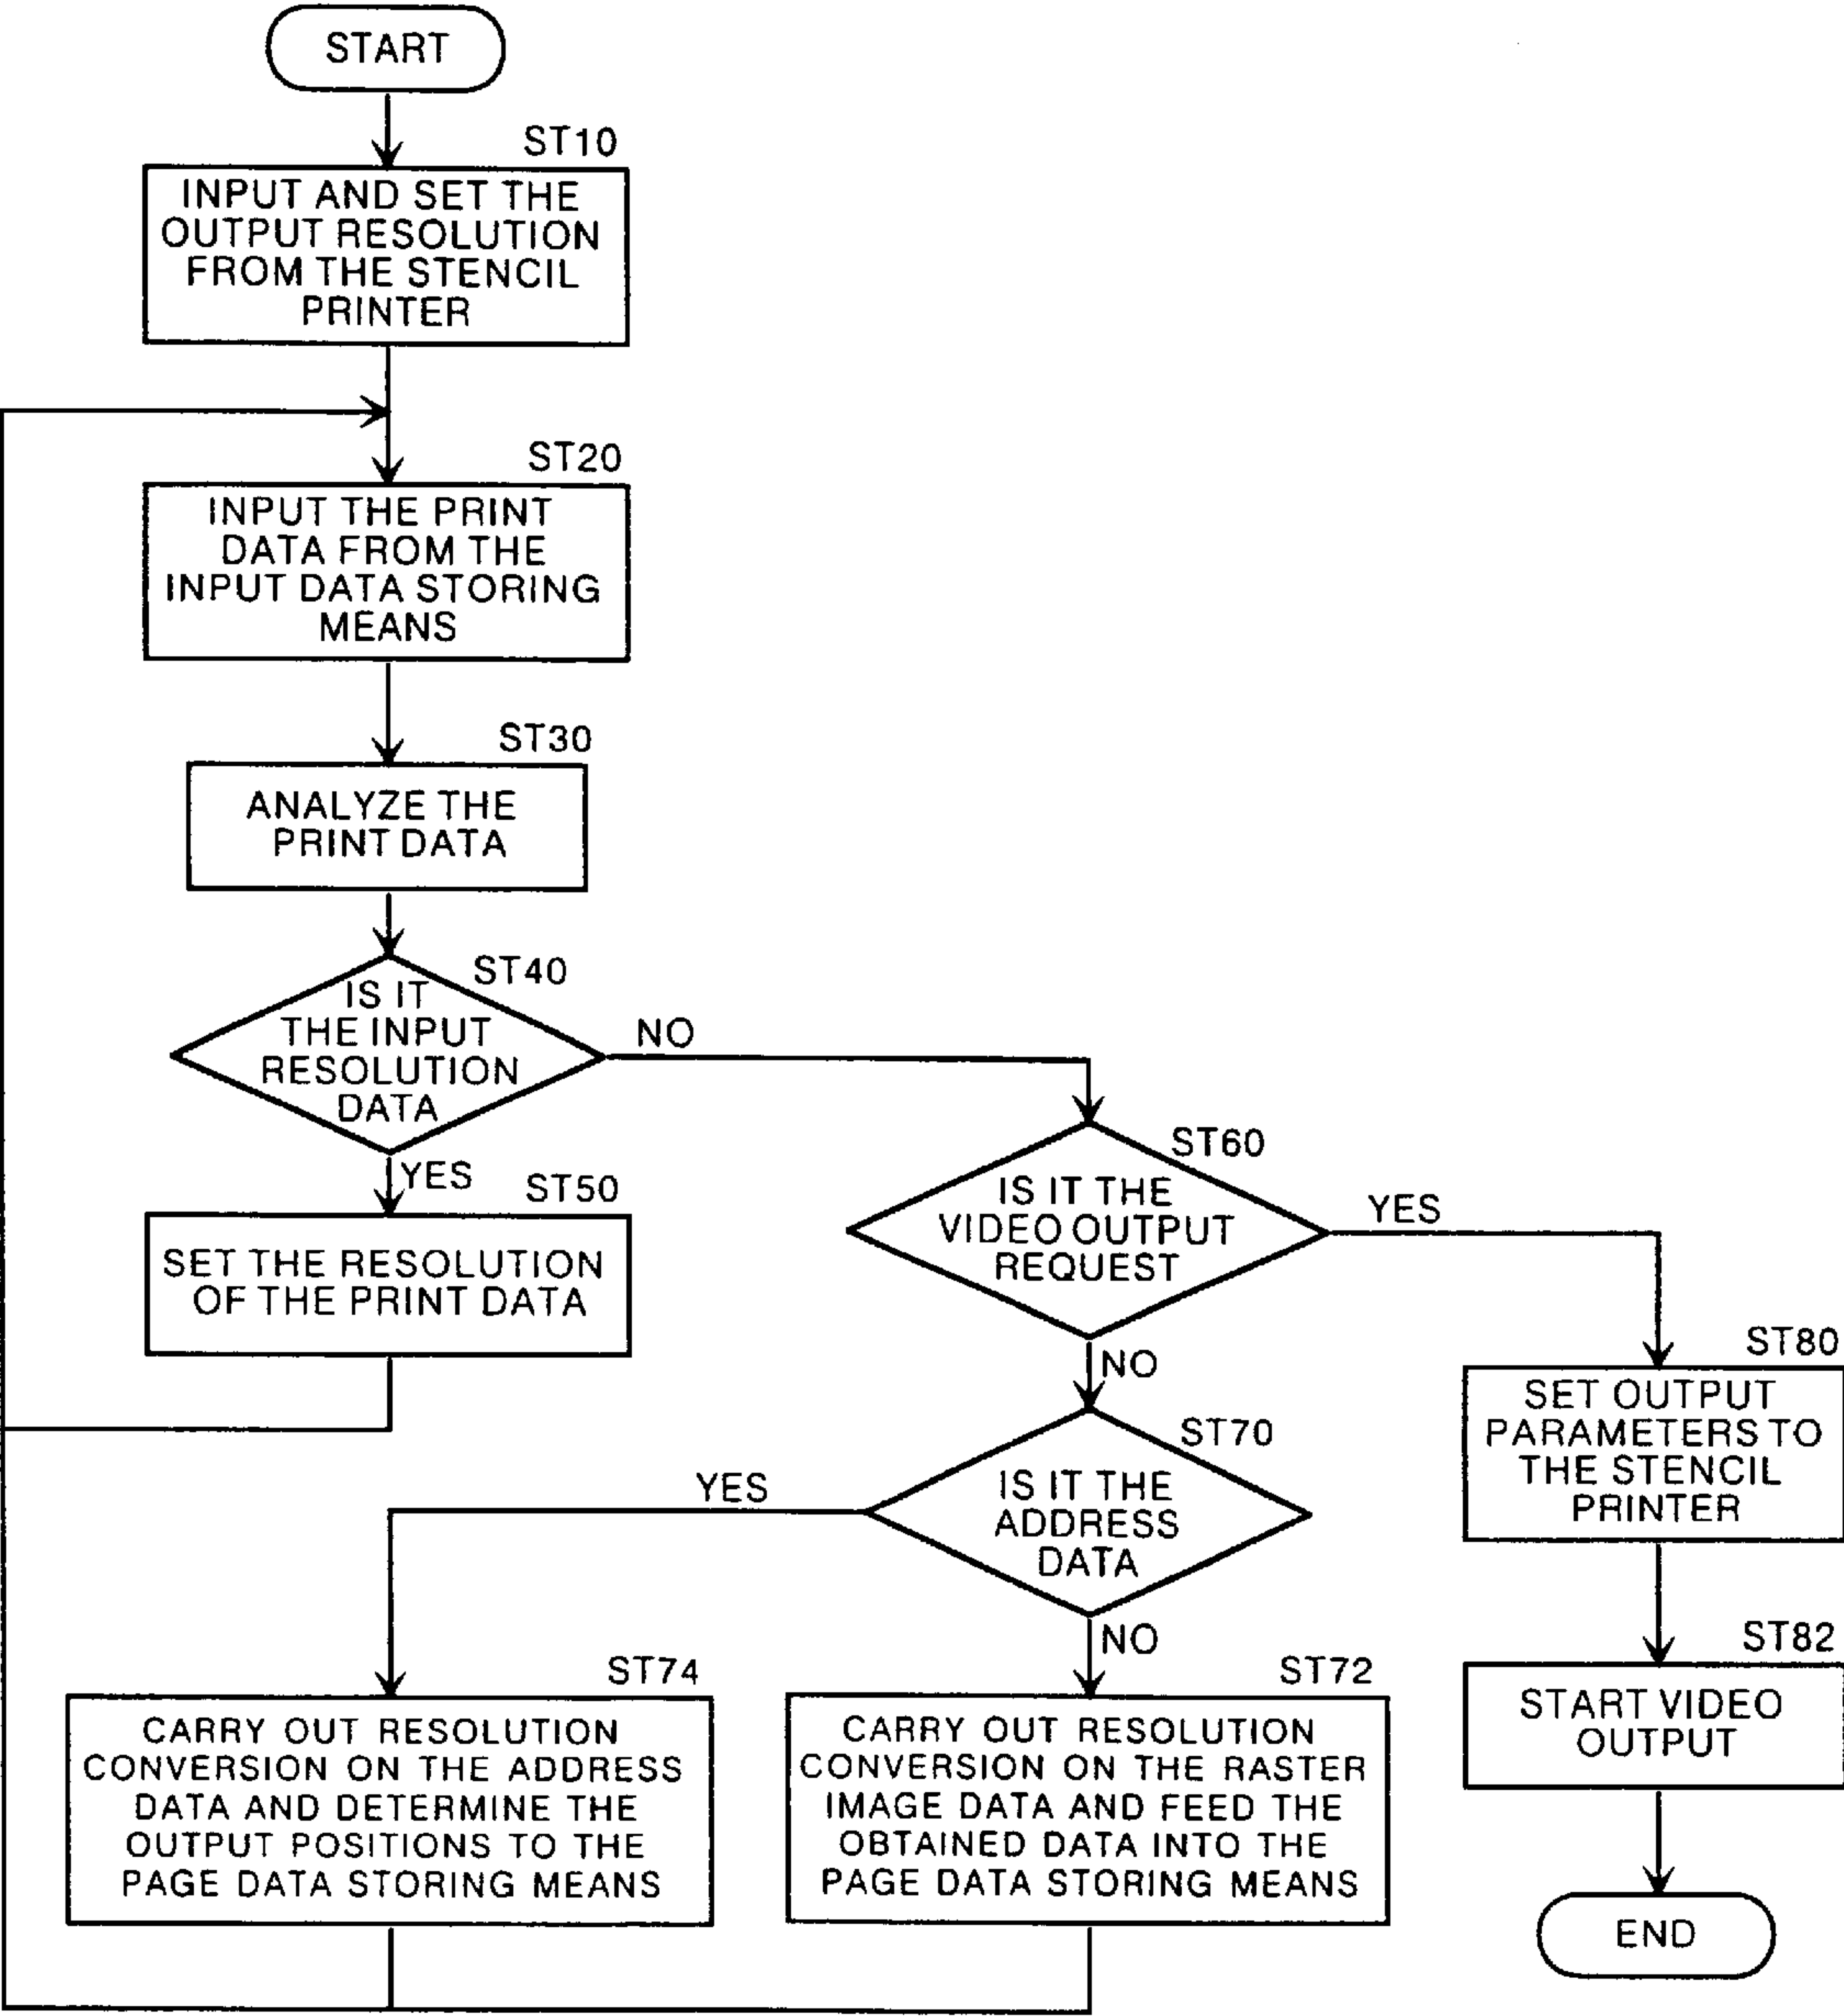 START
ST10
INPUT AND SET THE
OUTPUT RESOLUTION
FROM THE STENCIL
PRINTER
ST20
INPUT THE PRINT
DATA FROM THE
INPUT DATA STORING
MEANS
ST30
ANALYZE THE
PRINT DATA
ST40
IS IT
THE INPUT
RESOLUTION
DATA
NO
YES
ST50
SET THE RESOLUTION
OF THE PRINT DATA
ST60
IS IT THE
VIDEO OUTPUT
REQUEST
YES
NO
ST70
IS IT THE
ADDRESS
DATA
YES
NO
ST74
CARRY OUT RESOLUTION
CONVERSION ON THE ADDRESS
DATA AND DETERMINE THE
OUTPUT POSITIONS TO THE
PAGE DATA STORING MEANS
ST72
CARRY OUT RESOLUTION
CONVERSION ON THE RASTER
IMAGE DATA AND FEED THE
OBTAINED DATA INTO THE
PAGE DATA STORING MEANS
ST80
SET OUTPUT
PARAMETERS TO
THE STENCIL
PRINTER
ST82
START VIDEO
OUTPUT
END